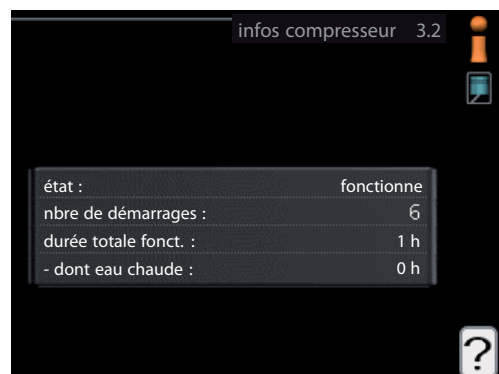 infos compresseur 3.2
état : fonctionne
nbre de démarrages : 6
durée totale fonct. : 1 h
- dont eau chaude : 0 h
?